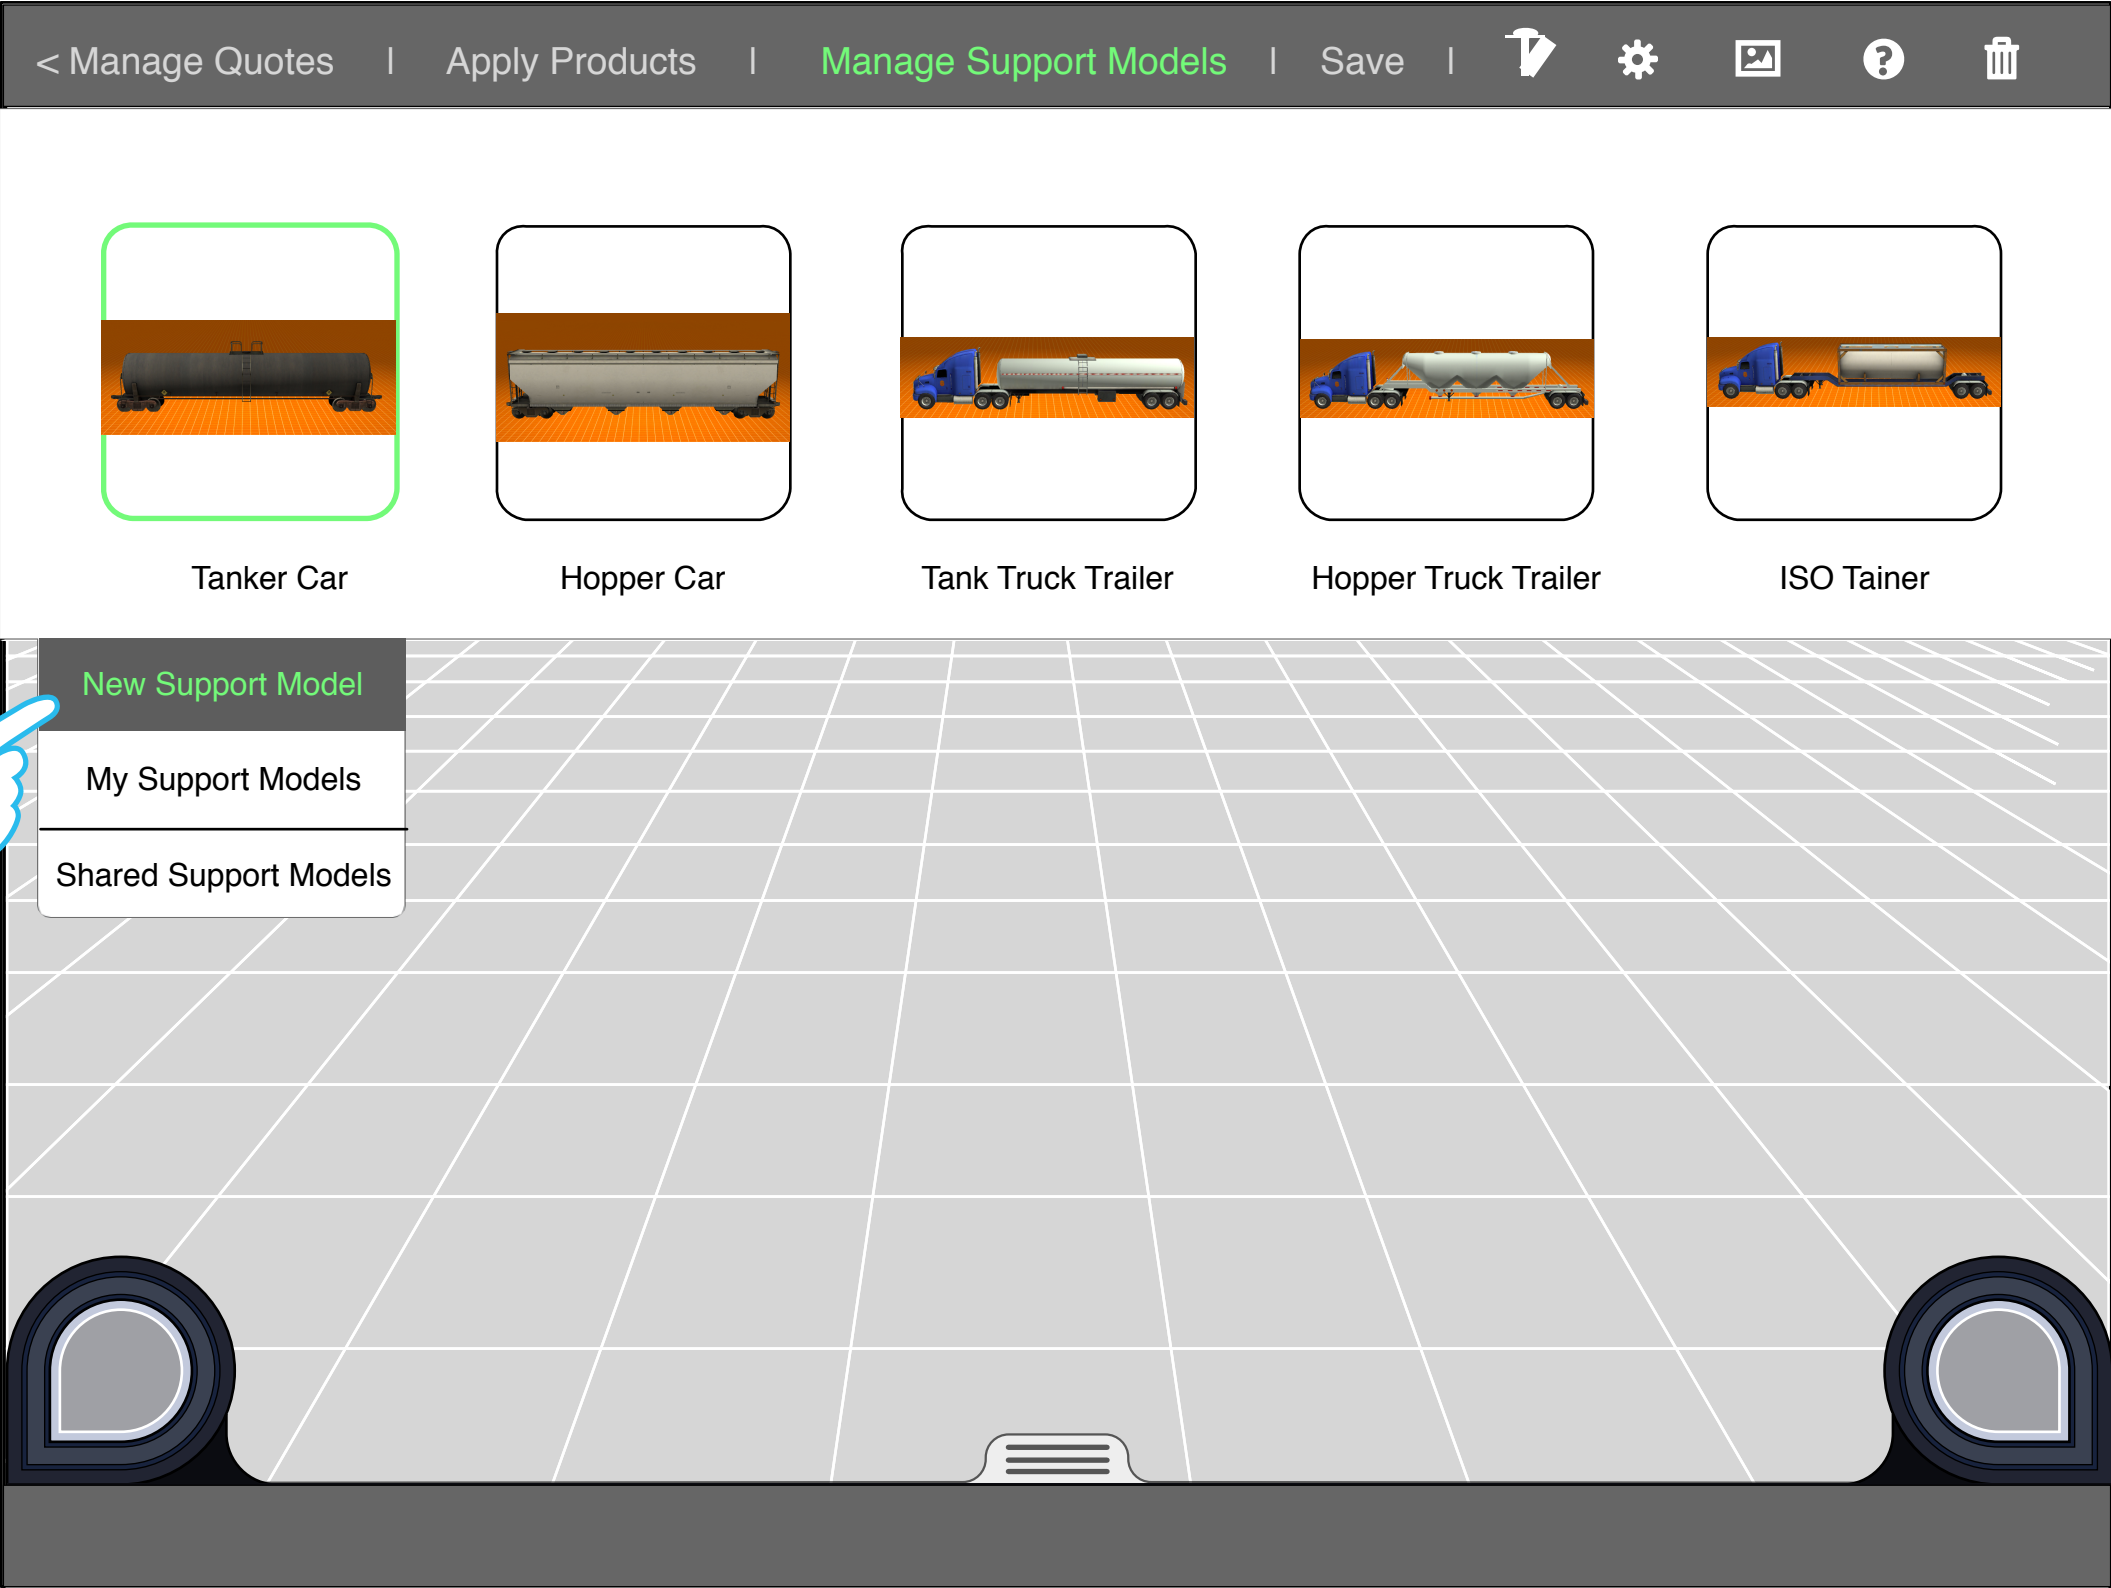 < Manage Quotes | Apply Products | Manage Support Models | Save |
Tanker Car
Hopper Car
Tank Truck Trailer
Hopper Truck Trailer
ISO Tainer
New Support Model
My Support Models
Shared Support Models